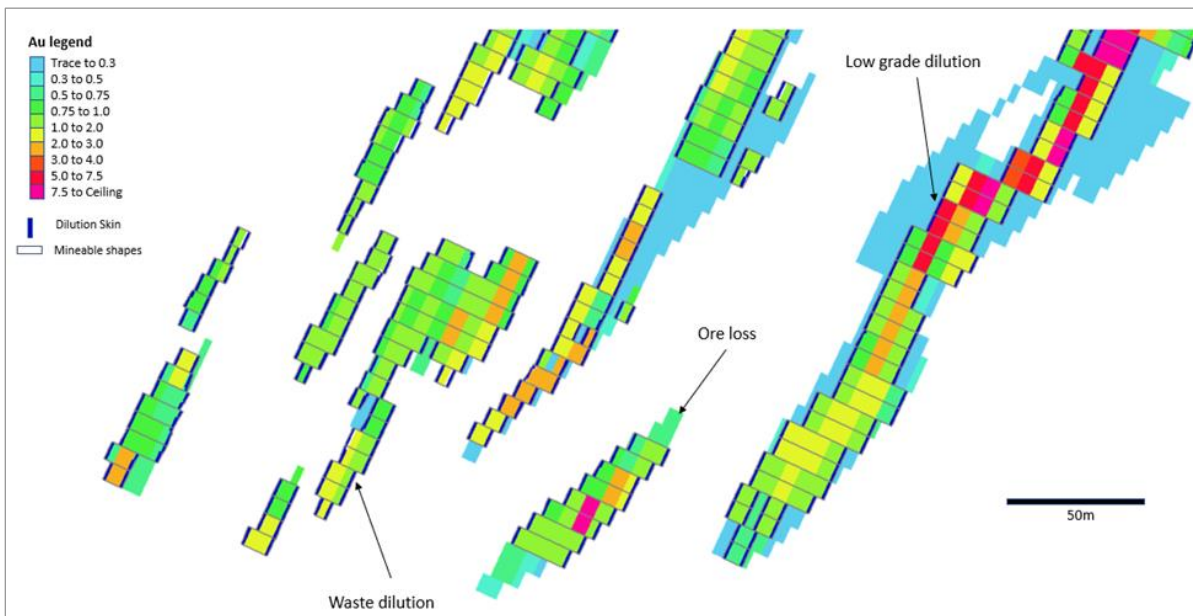 Au legend
Trace to 0.3
0.3 to 0.5
0.5 to 0.75
0.75 to 1.0
1.0 to 2.0
2.0 to 3.0
3.0 to 4.0
5.0 to 7.5
7.5 to Ceiling
Dilution Skin
Mineable shapes
Low grade dilution
Ore loss
Waste dilution
50m